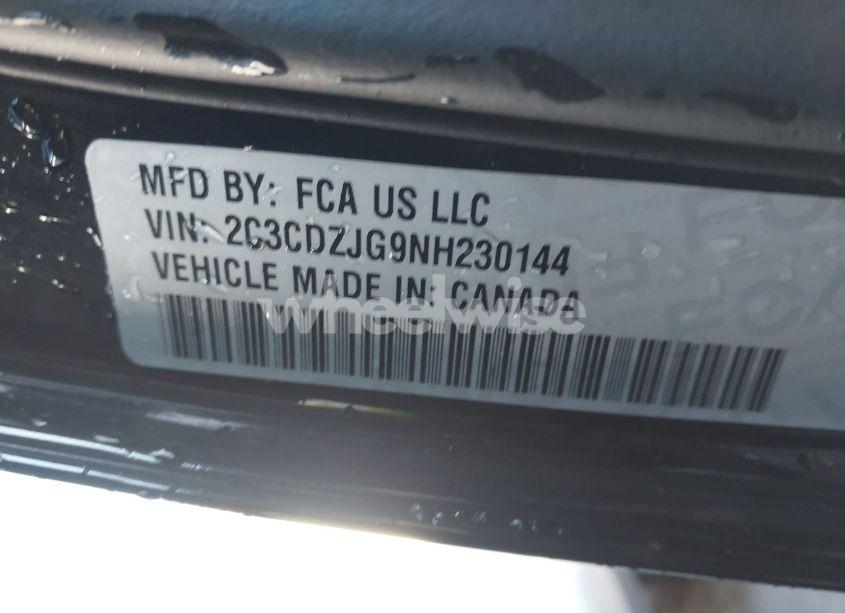 MFD BY: FCA US LLC
VIN: 2C3CDZJG9NH230144
VEHICLE MADE IN: CANADA
wheelwise